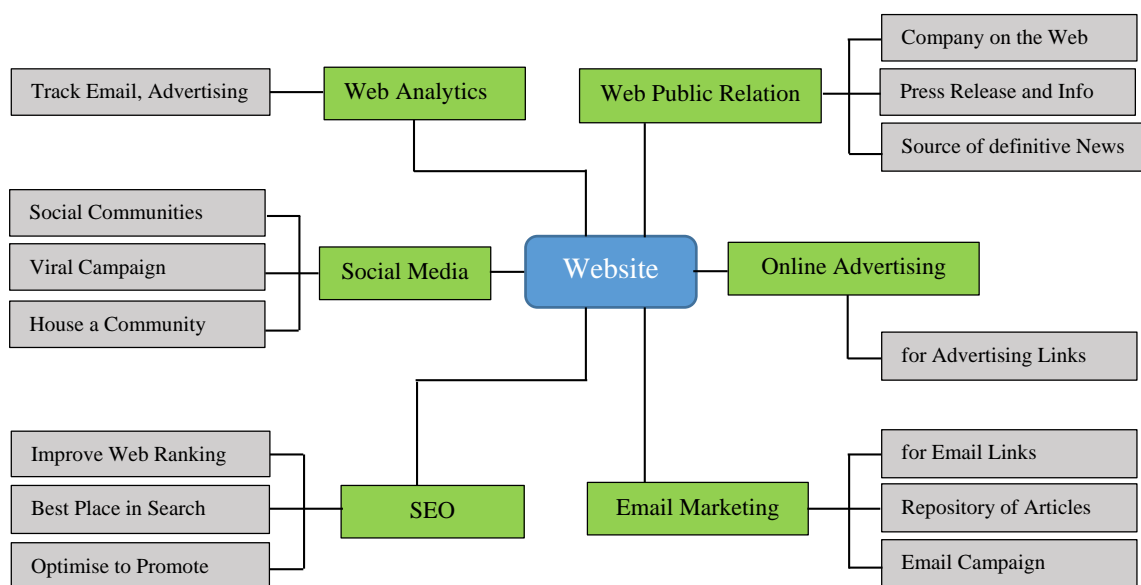 Company on the Web
Track Email, Advertising
Web Analytics
Web Public Relation
Press Release and Info
Source of definitive News
Social Communities
Viral Campaign
Social Media
Website
Online Advertising
House a Community
for Advertising Links
Improve Web Ranking
for Email Links
Best Place in Search
SEO
Email Marketing
Repository of Articles
Optimise to Promote
Email Campaign